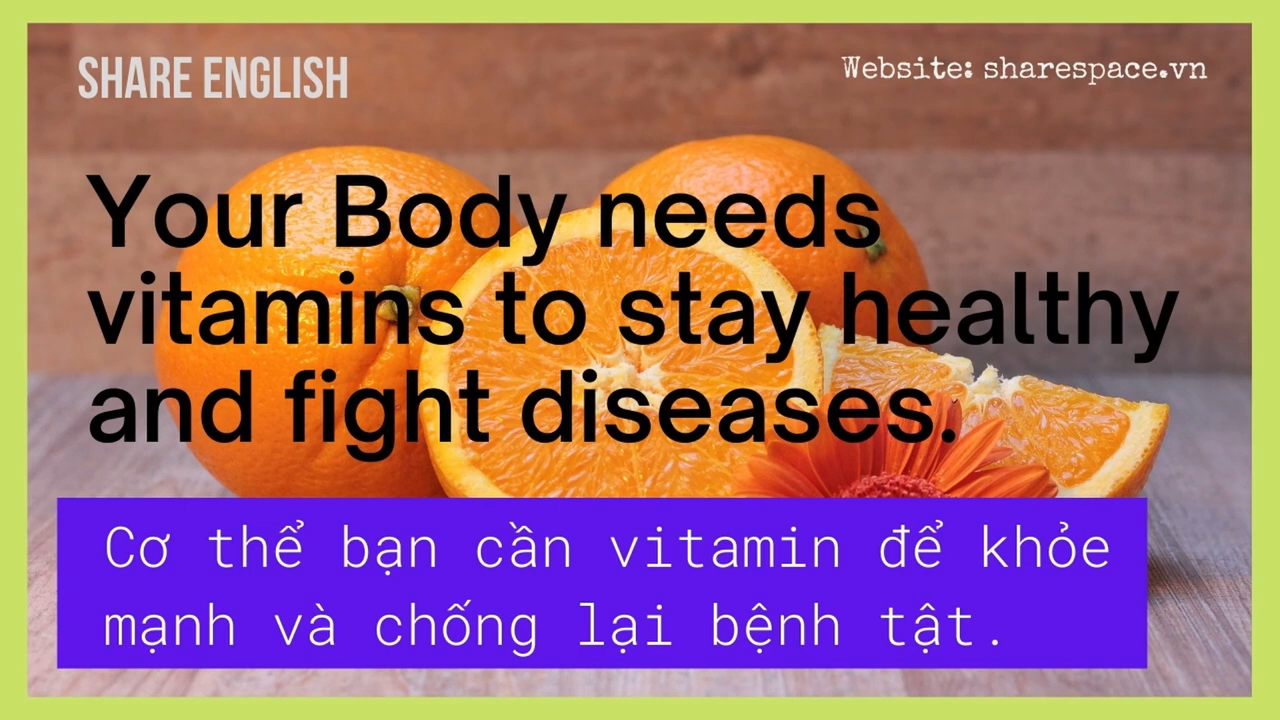 SHARE ENGLISH
Website: sharespace.vn
Your Body needs
vitamins to stay healthy
and fight diseases.
Cơ thể bạn cần vitamin để khỏe
mạnh và chống lại bệnh tật.